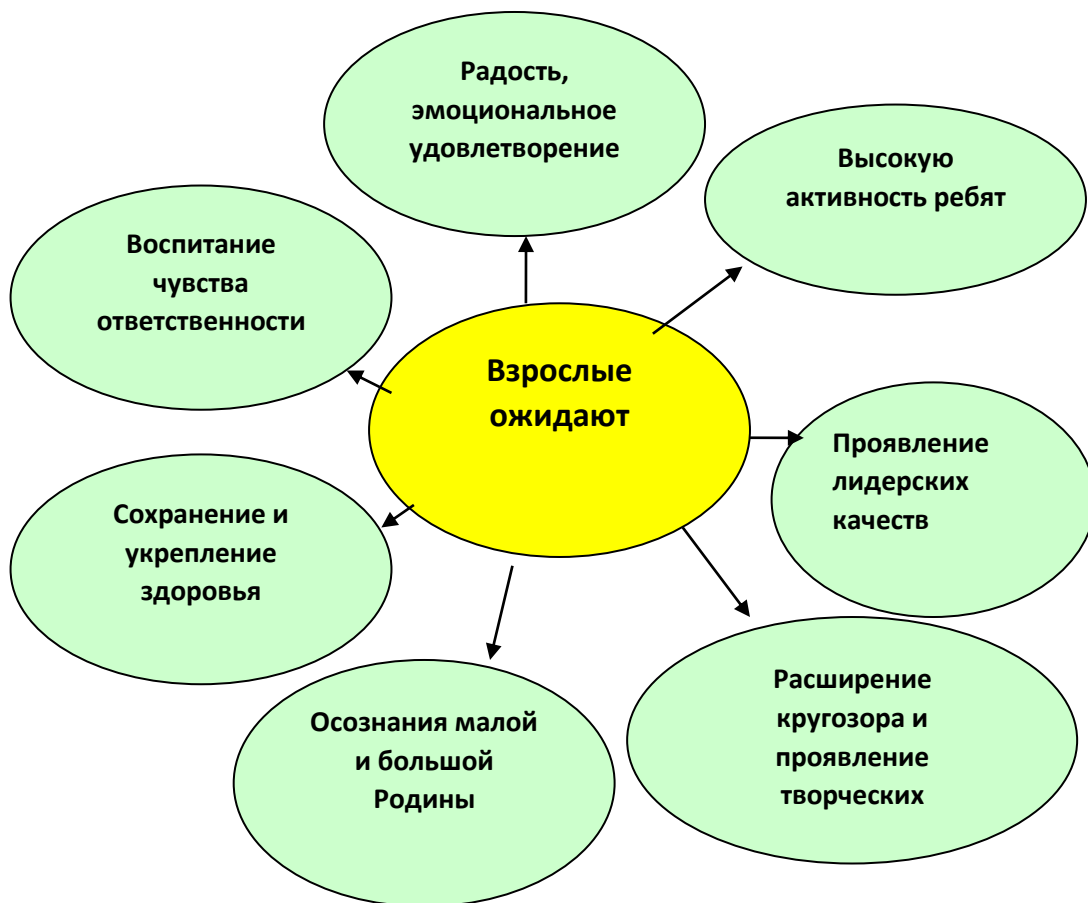 Радость,
эмоциональное
удовлетворение
Высокую
активность ребят
Воспитание
чувства
ответственности
Взрослые
ожидают
Проявление
лидерских
качеств
Сохранение и
укрепление
здоровья
Расширение
кругозора и
проявление
творческих
Осознания малой
и большой
Родины